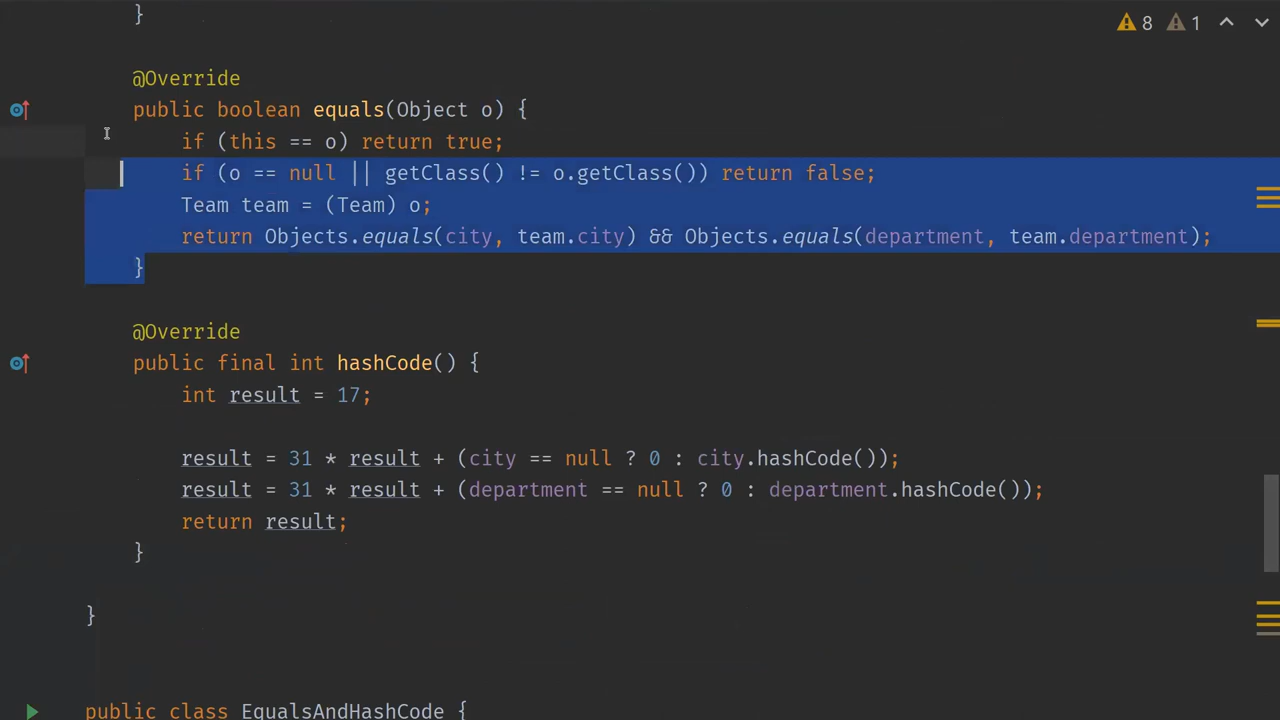 }
8 1
@Override
public boolean equals(Object o) {
if (this == o) return true;
if (o == null || getClass() != o.getClass()) return false;
Team team = (Team) o;
return Objects.equals(city, team.city) && Objects.equals(department, team.department);
}
@Override
public final int hashCode() {
int result = 17;
result = 31 * result + (city == null ? 0 : city.hashCode());
result = 31 * result + (department == null ? 0 : department.hashCode());
return result;
}
}
public class EqualsAndHashCode {